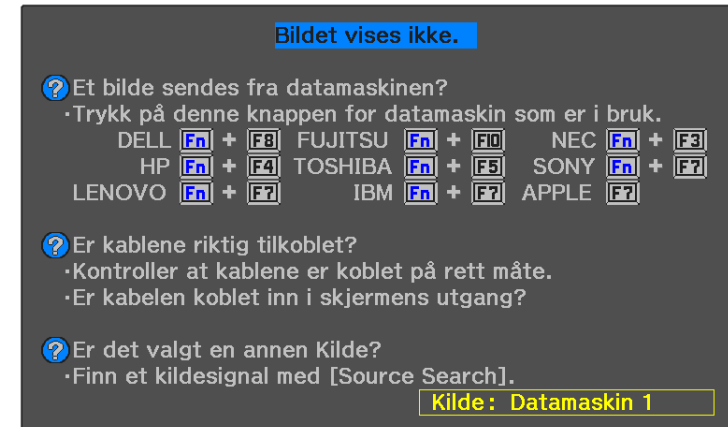 Bildet vises ikke.
? Et bilde sendes fra datamaskinen?
·Trykk på denne knappen for datamaskin som er i bruk.
DELL Fn + F8 FUJITSU Fn + F10 NEC Fn + F3
HP Fn + F4 TOSHIBA Fn + F5 SONY Fn + F7
LENOVO Fn + F7 IBM Fn + F7 APPLE F7
? Er kablene riktig tilkoblet?
·Kontroller at kablene er koblet på rett måte.
·Er kabelen koblet inn i skjermens utgang?
? Er det valgt en annen Kilde?
·Finn et kildesignal med [Source Search].
Kilde: Datamaskin 1